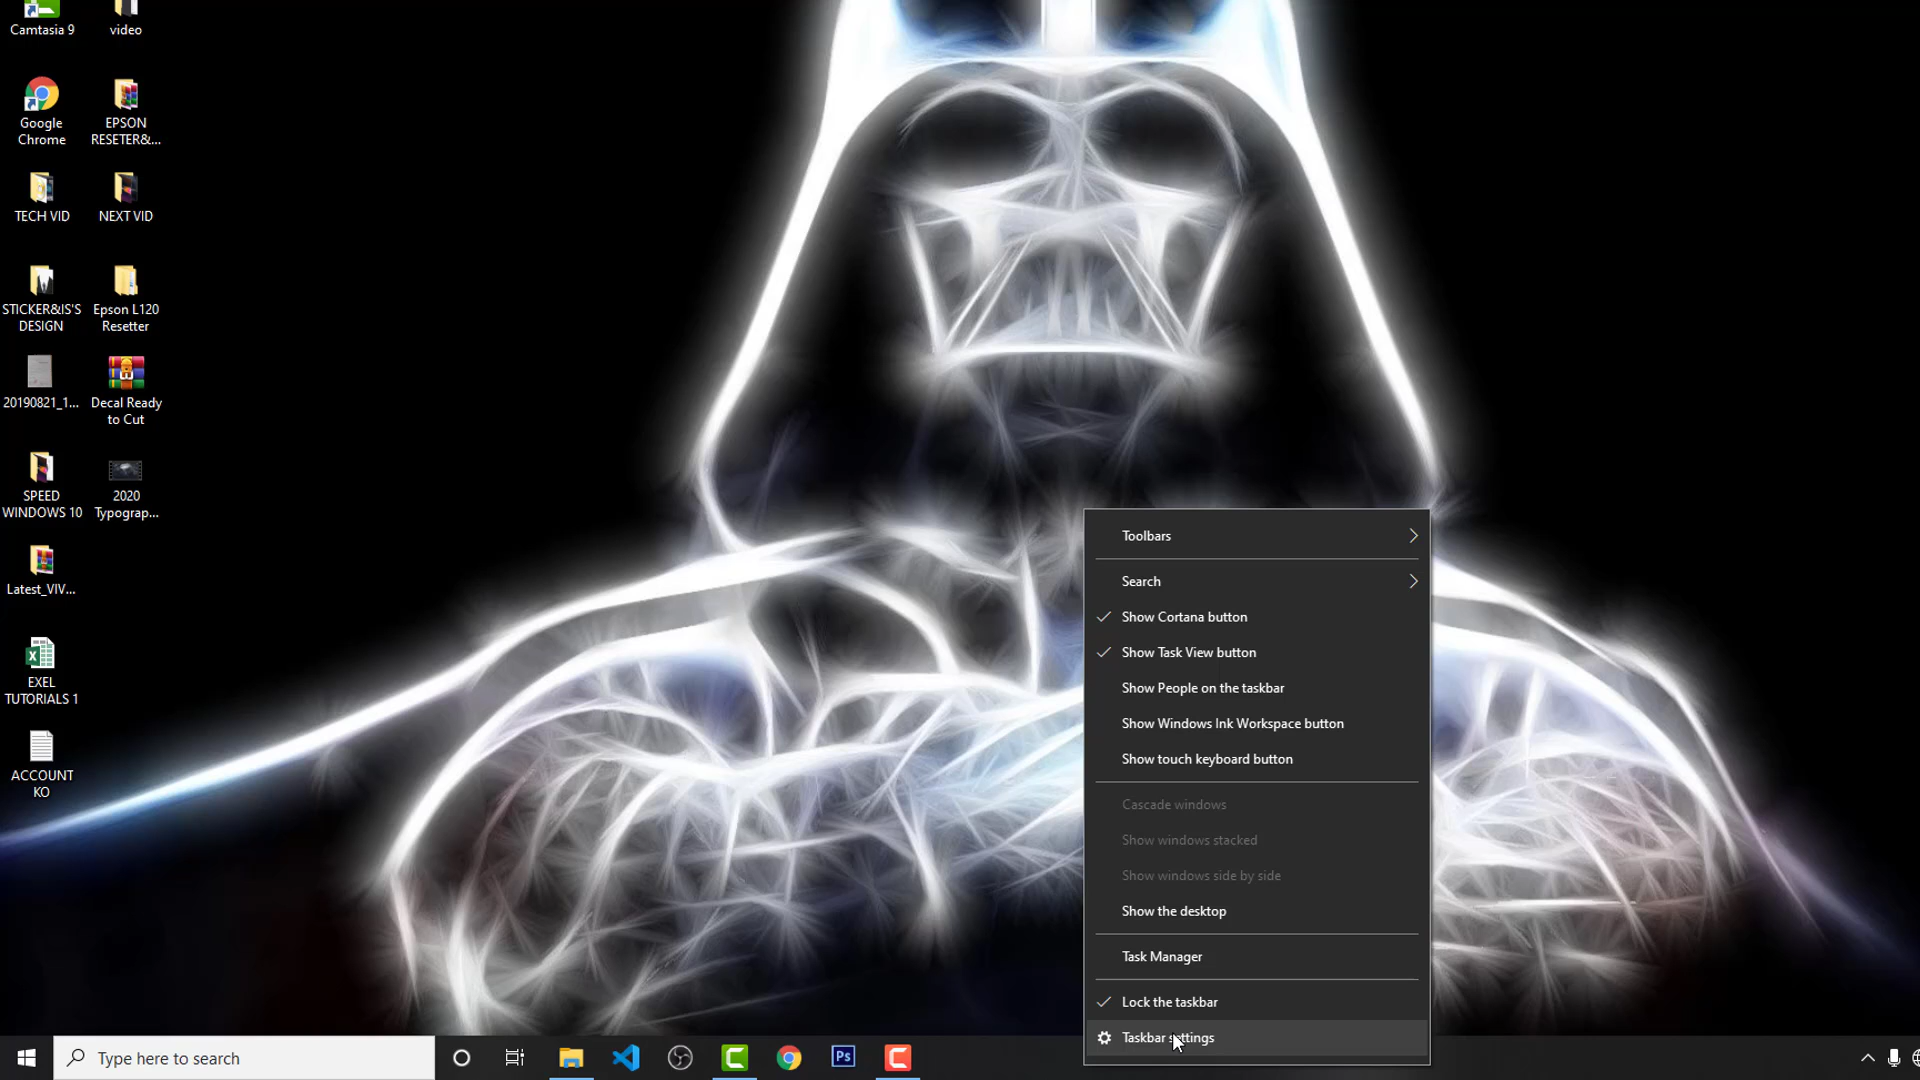 Camtasia 9
video
Google
Chrome
EPSON
RESETER&...
TECH VID
NEXT VID
STICKER&IS'S
DESIGN
Epson L120
Resetter
20190821_1...
Decal Ready
to Cut
SPEED
WINDOWS 10
2020
Typograp...
Latest_VIV...
EXEL
TUTORIALS 1
ACCOUNT
KO
Toolbars
Search
Show Cortana button
Show Task View button
Show People on the taskbar
Show Windows Ink Workspace button
Show touch keyboard button
Cascade windows
Show windows stacked
Show windows side by side
Show the desktop
Task Manager
Lock the taskbar
Taskbar settings
Type here to search
Ps